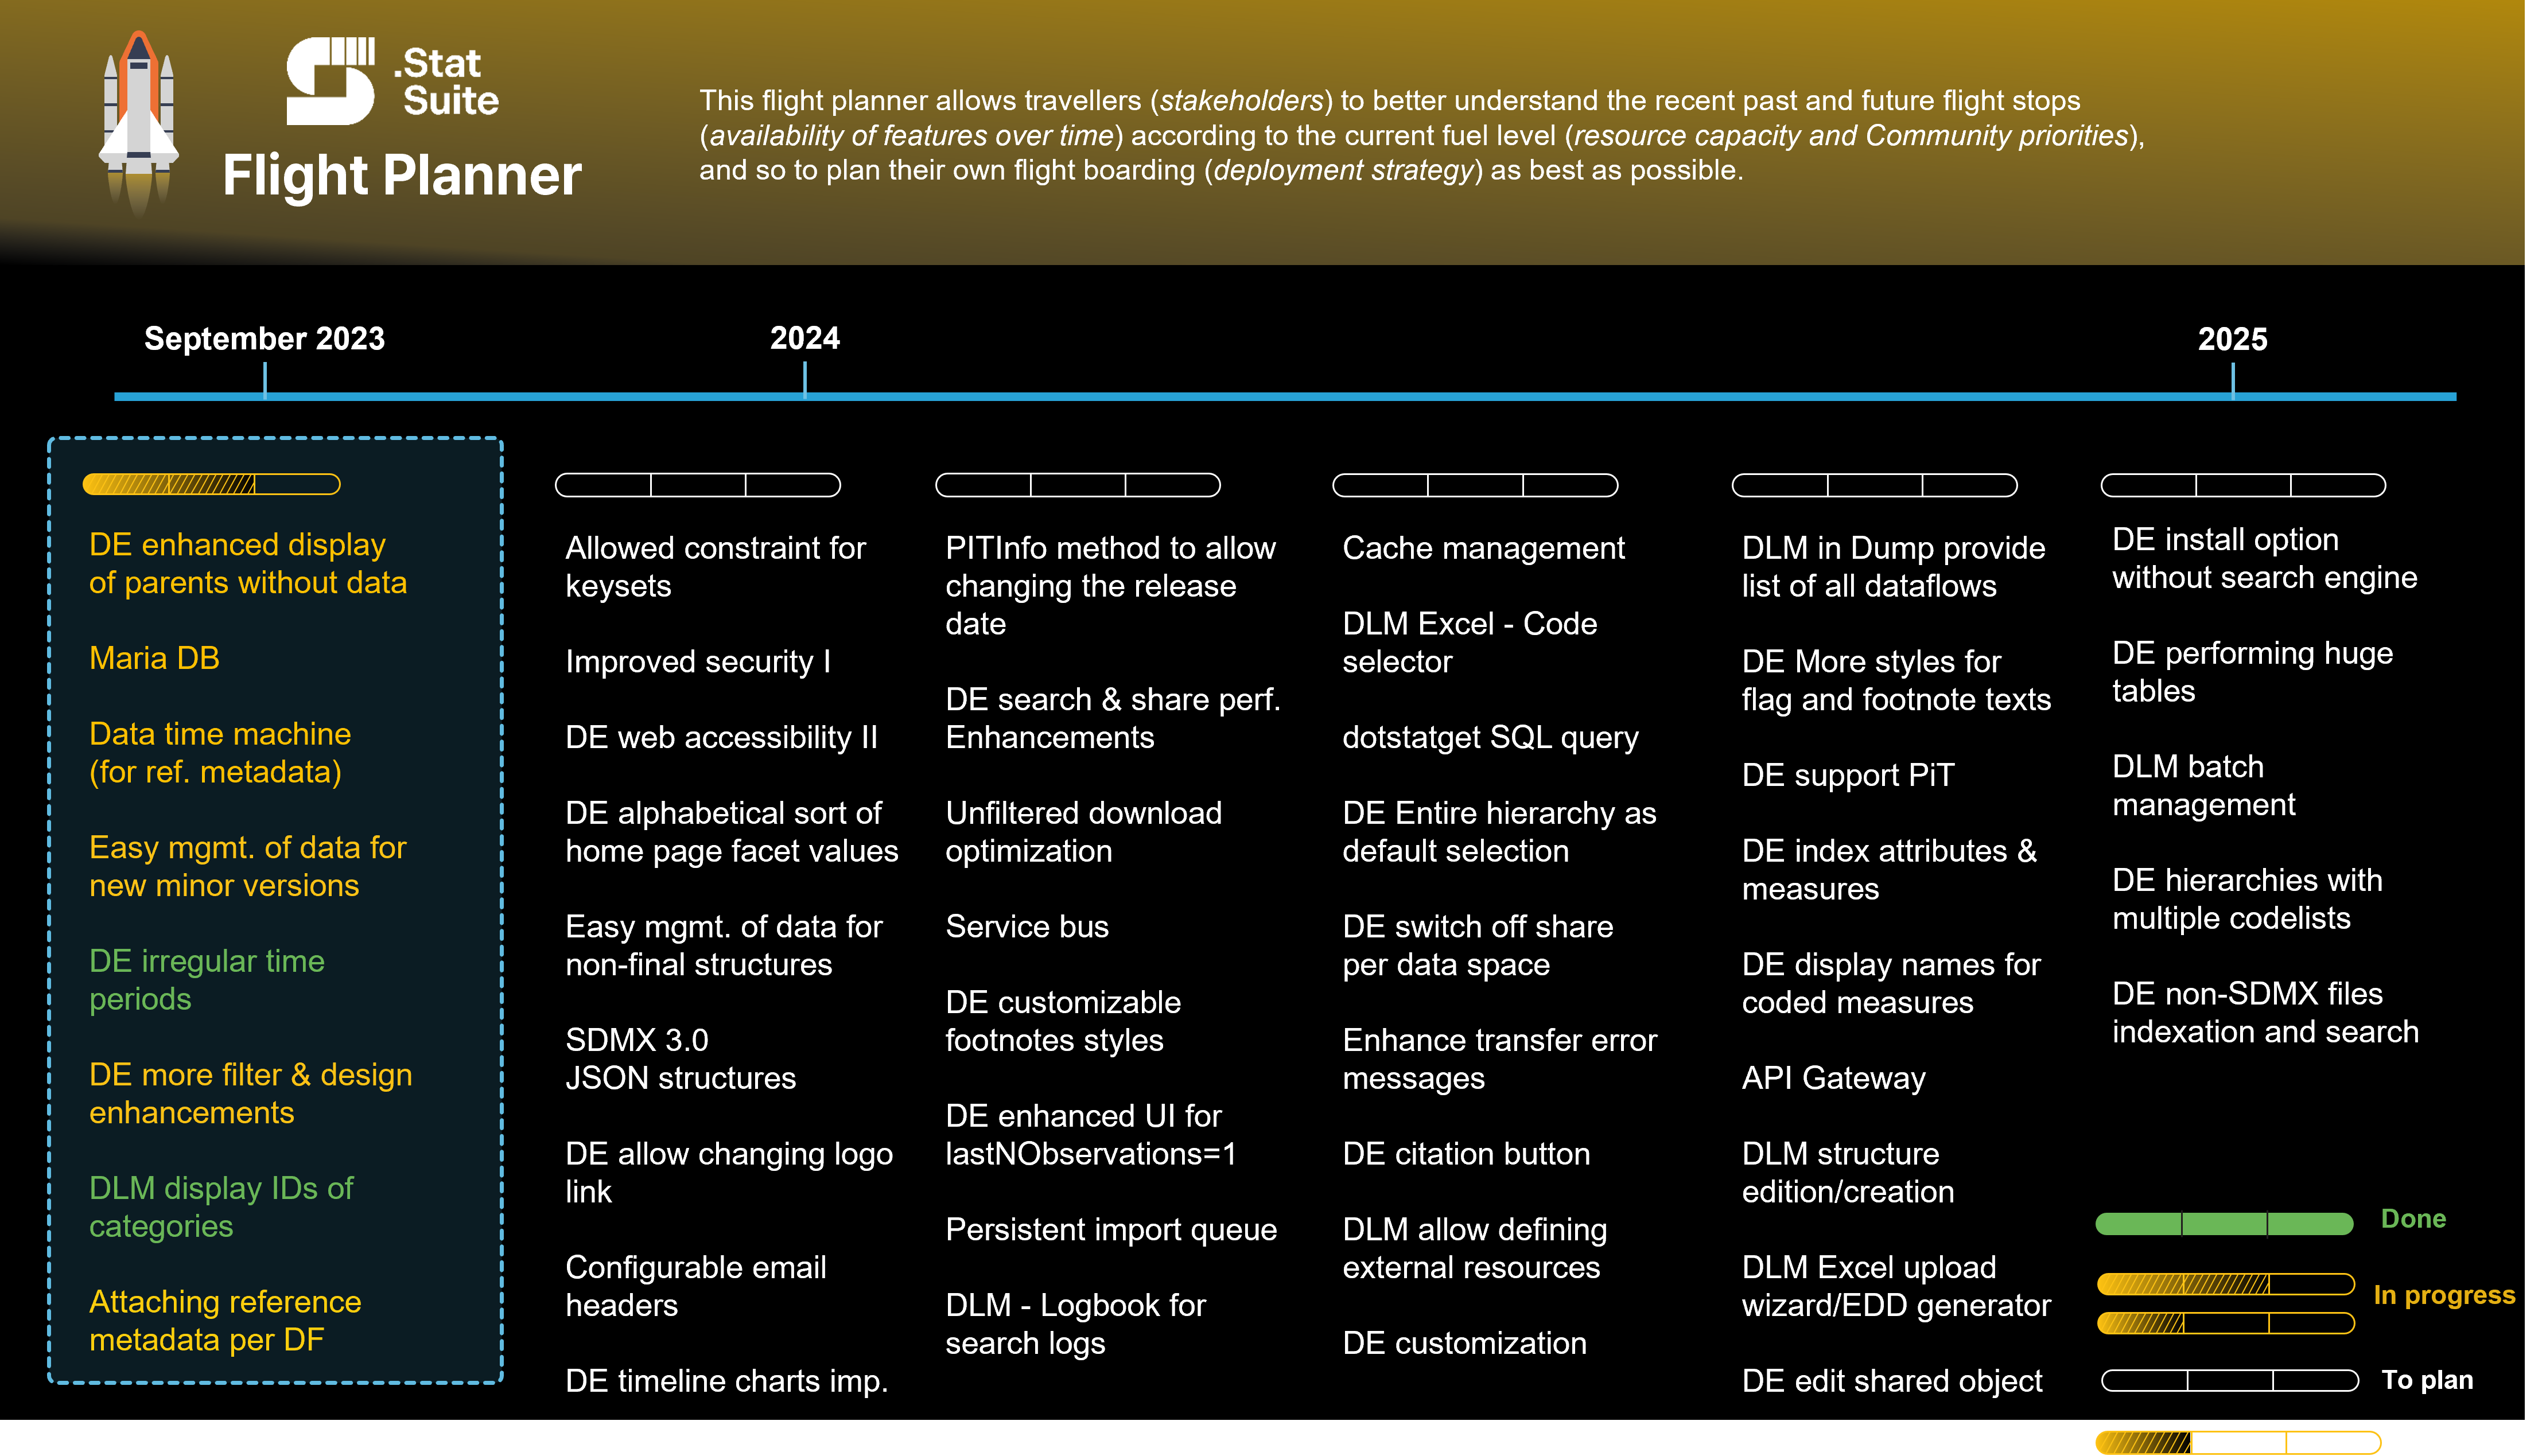 .Stat
Suite
Flight Planner
This flight planner allows travellers (stakeholders) to better understand the recent past and future flight stops
(availability of features over time) according to the current fuel level (resource capacity and Community priorities),
and so to plan their own flight boarding (deployment strategy) as best as possible.
September 2023
2024
2025
DE enhanced display
of parents without data
Maria DB
Data time machine
(for ref. metadata)
Easy mgmt. of data for
new minor versions
DE irregular time
periods
DE more filter & design
enhancements
DLM display IDs of
categories
Attaching reference
metadata per DF
Allowed constraint for
keysets
Improved security I
DE web accessibility II
DE alphabetical sort of
home page facet values
Easy mgmt. of data for
non-final structures
SDMX 3.0
JSON structures
DE allow changing logo
link
Configurable email
headers
DE timeline charts imp.
PITInfo method to allow
changing the release
date
DE search & share perf.
Enhancements
Unfiltered download
optimization
Service bus
DE customizable
footnotes styles
DE enhanced UI for
lastNObservations=1
Persistent import queue
DLM - Logbook for
search logs
Cache management
DLM Excel - Code
selector
dotstatget SQL query
DE Entire hierarchy as
default selection
DE switch off share
per data space
Enhance transfer error
messages
DE citation button
DLM allow defining
external resources
DE customization
DLM in Dump provide
list of all dataflows
DE More styles for
flag and footnote texts
DE support PiT
DE index attributes &
measures
DE display names for
coded measures
API Gateway
DLM structure
edition/creation
DLM Excel upload
wizard/EDD generator
DE edit shared object
DE install option
without search engine
DE performing huge
tables
DLM batch
management
DE hierarchies with
multiple codelists
DE non-SDMX files
indexation and search
Done
In progress
To plan